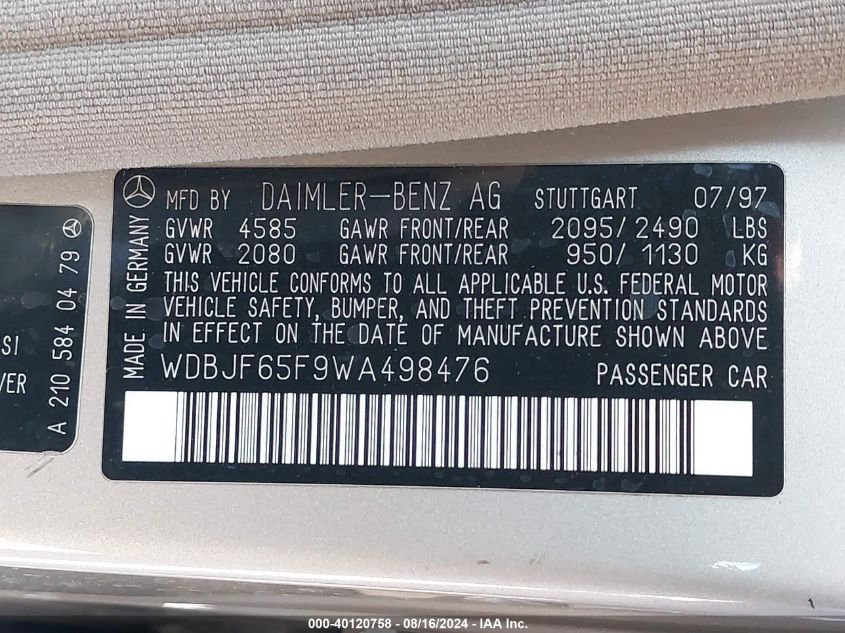 MFD BY DAIMLER-BENZ AG STUTTGART 07/97
GVWR 4585 GAWR FRONT/REAR 2095/2490 LBS
GVWR 2080 GAWR FRONT/REAR 950/1130 KG
THIS VEHICLE CONFORMS TO ALL APPLICABLE U.S. FEDERAL MOTOR
VEHICLE SAFETY, BUMPER, AND THEFT PREVENTION STANDARDS
IN EFFECT ON THE DATE OF MANUFACTURE SHOWN ABOVE
WDBJF65F9WA498476 PASSENGER CAR
MADE IN GERMANY
A 210 584 04 79
SI
VER
000-40120758 - 08/16/2024 - IAA Inc.